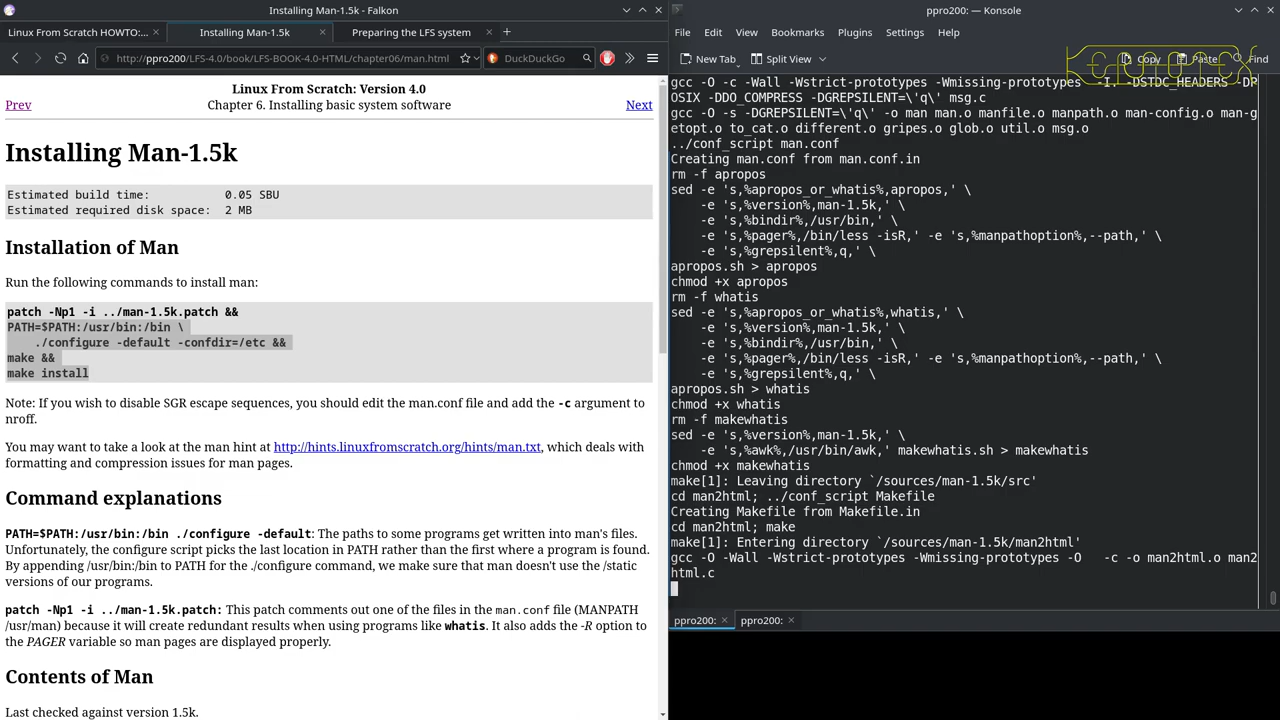 Installing Man-1.5k - Falkon
Linux From Scratch HOWTO:...
Installing Man-1.5k
Preparing the LFS system
http://ppro200/LFS-4.0/book/LFS-BOOK-4.0-HTML/chapter06/man.html
DuckDuckGo
Linux From Scratch: Version 4.0
Prev
Chapter 6. Installing basic system software
Next
Installing Man-1.5k
Estimated build time: 0.05 SBU
Estimated required disk space: 2 MB
Installation of Man
Run the following commands to install man:
patch -Np1 -i ../man-1.5k.patch &&
PATH=$PATH:/usr/bin:/bin \
./configure -default -confdir=/etc &&
make &&
make install
Note: If you wish to disable SGR escape sequences, you should edit the man.conf file and add the -c argument to
nroff.
You may want to take a look at the man hint at http://hints.linuxfromscratch.org/hints/man.txt, which deals with
formatting and compression issues for man pages.
Command explanations
PATH=$PATH:/usr/bin:/bin ./configure -default: The paths to some programs get written into man's files.
Unfortunately, the configure script picks the last location in PATH rather than the first where a program is found.
By appending /usr/bin:/bin to PATH for the ./configure command, we make sure that man doesn't use the /static
versions of our programs.
patch -Np1 -i ../man-1.5k.patch: This patch comments out one of the files in the man.conf file (MANPATH
/usr/man) because it will create redundant results when using programs like whatis. It also adds the -R option to
the PAGER variable so man pages are displayed properly.
Contents of Man
Last checked against version 1.5k.
ppro200: — Konsole
File Edit View Bookmarks Plugins Settings Help
New Tab Split View Copy Paste Find
gcc -O -c -Wall -Wstrict-prototypes -Wmissing-prototypes -I. -DSTDC_HEADERS -DP
OSIX -DDO_COMPRESS -DGREPSILENT=\'q\' msg.c
gcc -O -s -DGREPSILENT=\'q\' -o man man.o manfile.o manpath.o man-config.o man-g
etopt.o to_cat.o different.o gripes.o glob.o util.o msg.o
../conf_script man.conf
Creating man.conf from man.conf.in
rm -f apropos
sed -e 's,%apropos_or_whatis%,apropos,' \
-e 's,%version%,man-1.5k,' \
-e 's,%bindir%,/usr/bin,' \
-e 's,%pager%,/bin/less -isR,' -e 's,%manpathoption%,--path,' \
-e 's,%grepsilent%,q,' \
apropos.sh > apropos
chmod +x apropos
rm -f whatis
sed -e 's,%apropos_or_whatis%,whatis,' \
-e 's,%version%,man-1.5k,' \
-e 's,%bindir%,/usr/bin,' \
-e 's,%pager%,/bin/less -isR,' -e 's,%manpathoption%,--path,' \
-e 's,%grepsilent%,q,' \
apropos.sh > whatis
chmod +x whatis
rm -f makewhatis
sed -e 's,%version%,man-1.5k,' \
-e 's,%awk%,/usr/bin/awk,' makewhatis.sh > makewhatis
chmod +x makewhatis
make[1]: Leaving directory `/sources/man-1.5k/src'
cd man2html; ../conf_script Makefile
Creating Makefile from Makefile.in
cd man2html; make
make[1]: Entering directory `/sources/man-1.5k/man2html'
gcc -O -Wall -Wstrict-prototypes -Wmissing-prototypes -O -c -o man2html.o man2
html.c
ppro200:
ppro200: